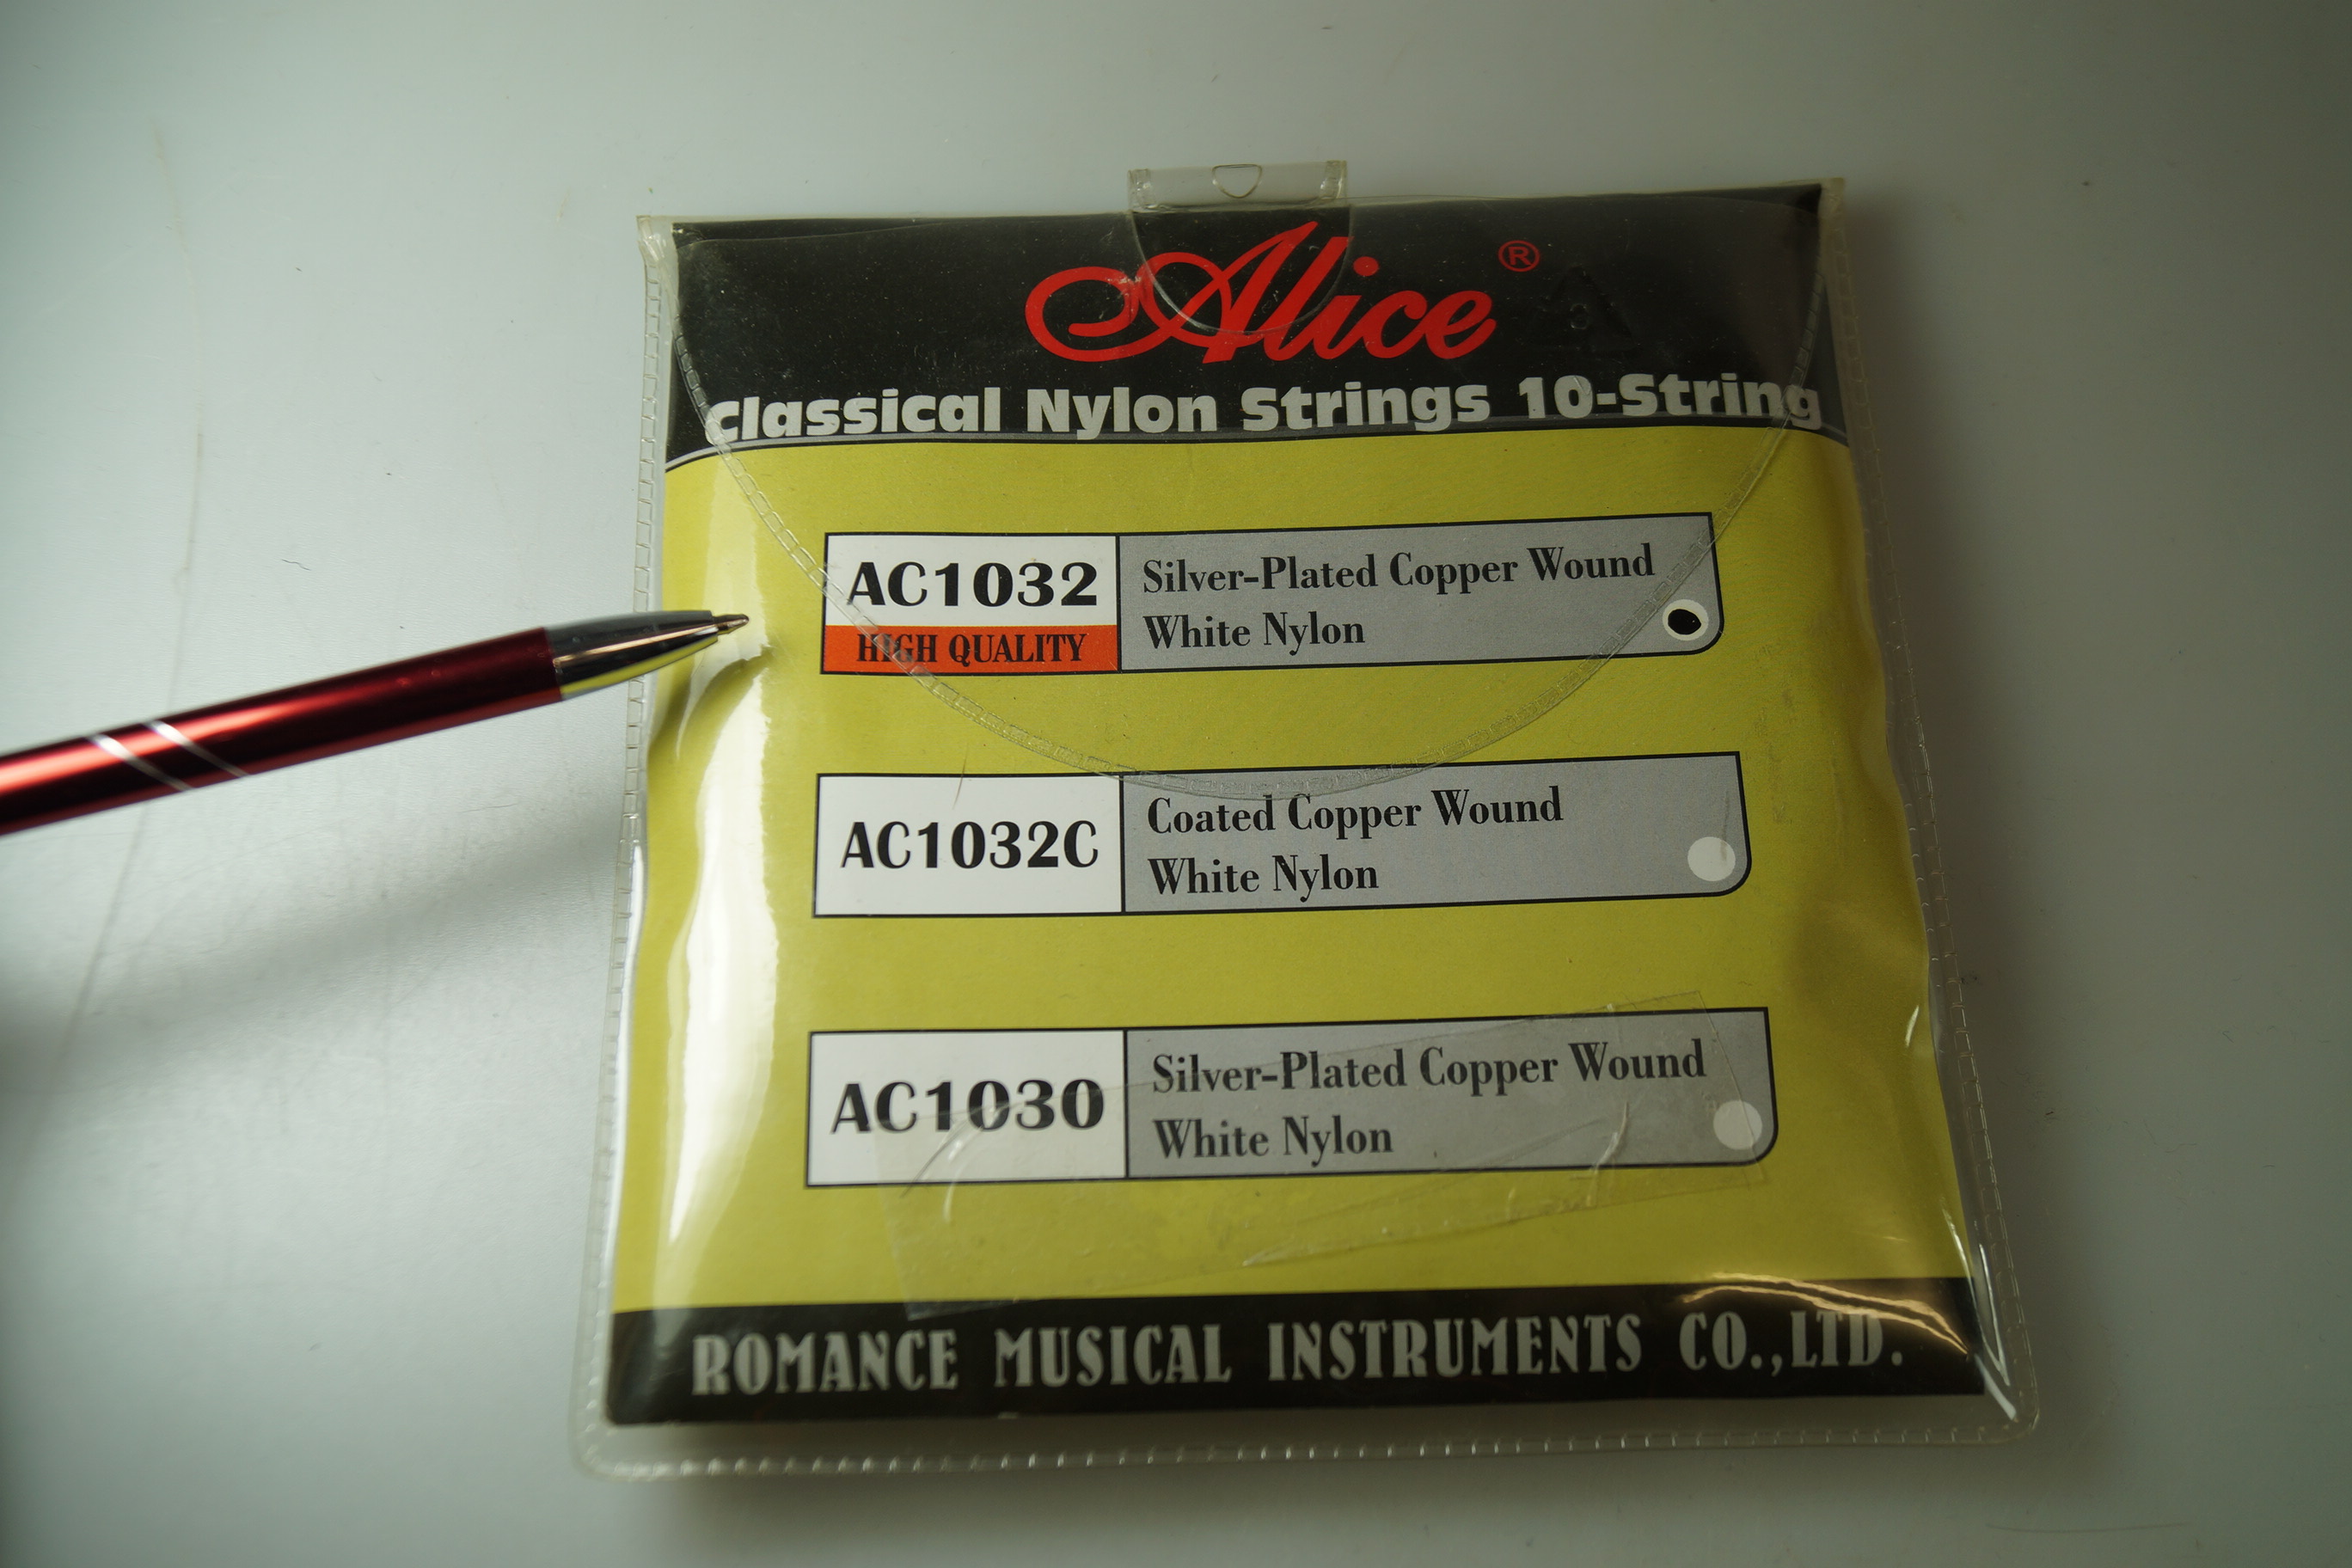 Alice®
Classical Nylon Strings 10-String
AC1032
HIGH QUALITY
Silver-Plated Copper Wound
White Nylon
AC1032C
Coated Copper Wound
White Nylon
AC1030
Silver-Plated Copper Wound
White Nylon
ROMANCE MUSICAL INSTRUMENTS CO.,LTD.